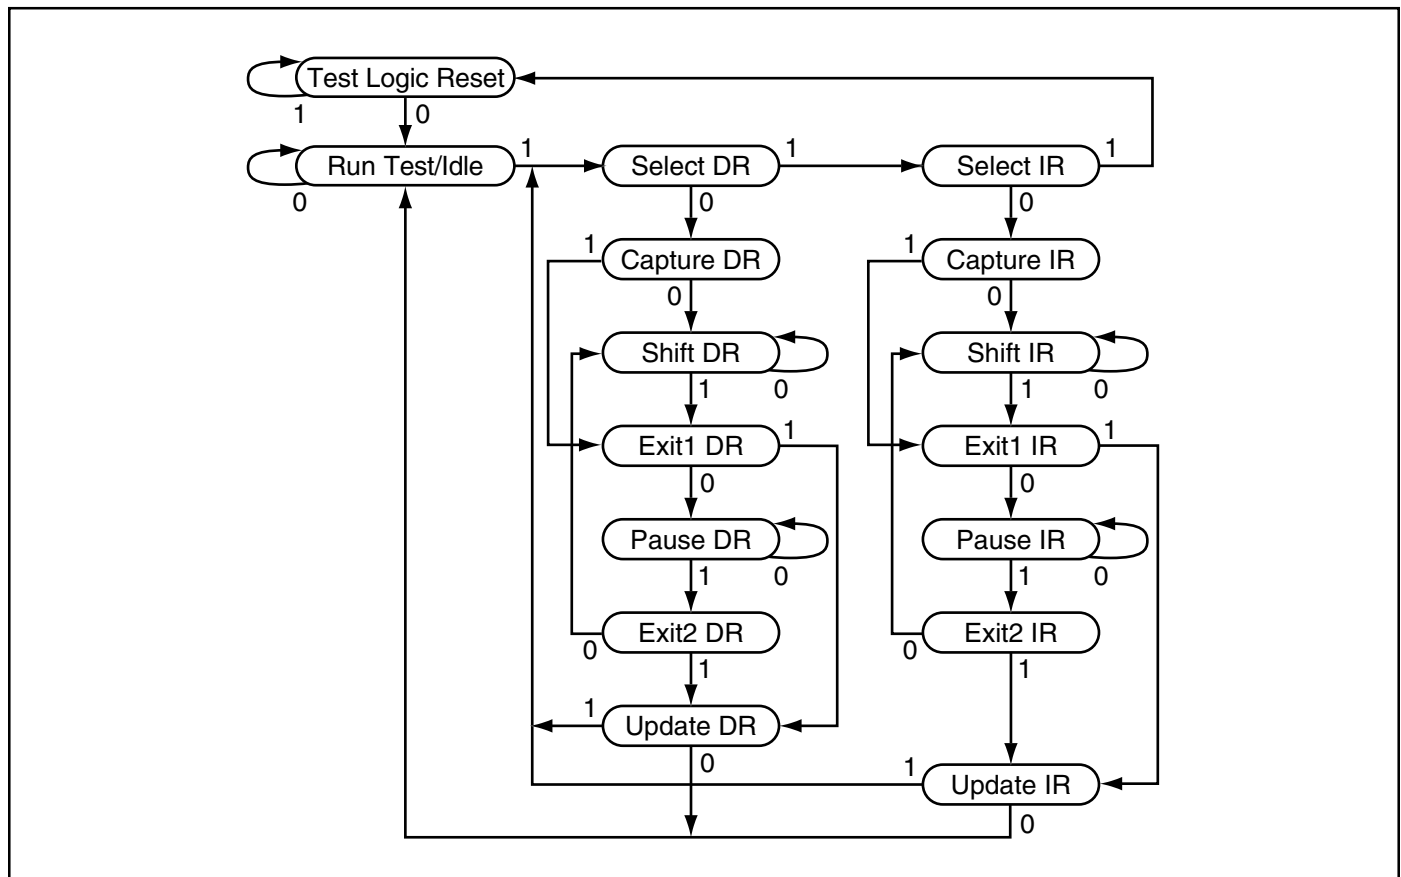 Test Logic Reset
1 0
Run Test/Idle 1 Select DR 1 Select IR 1
0 0 0
1 Capture DR 1 Capture IR
0 0
Shift DR Shift IR
1 0 1 0
Exit1 DR 1 Exit1 IR 1
0 0
Pause DR Pause IR
1 0 1 0
Exit2 DR Exit2 IR
0 1 0 1
1 Update DR
0 1 Update IR
0